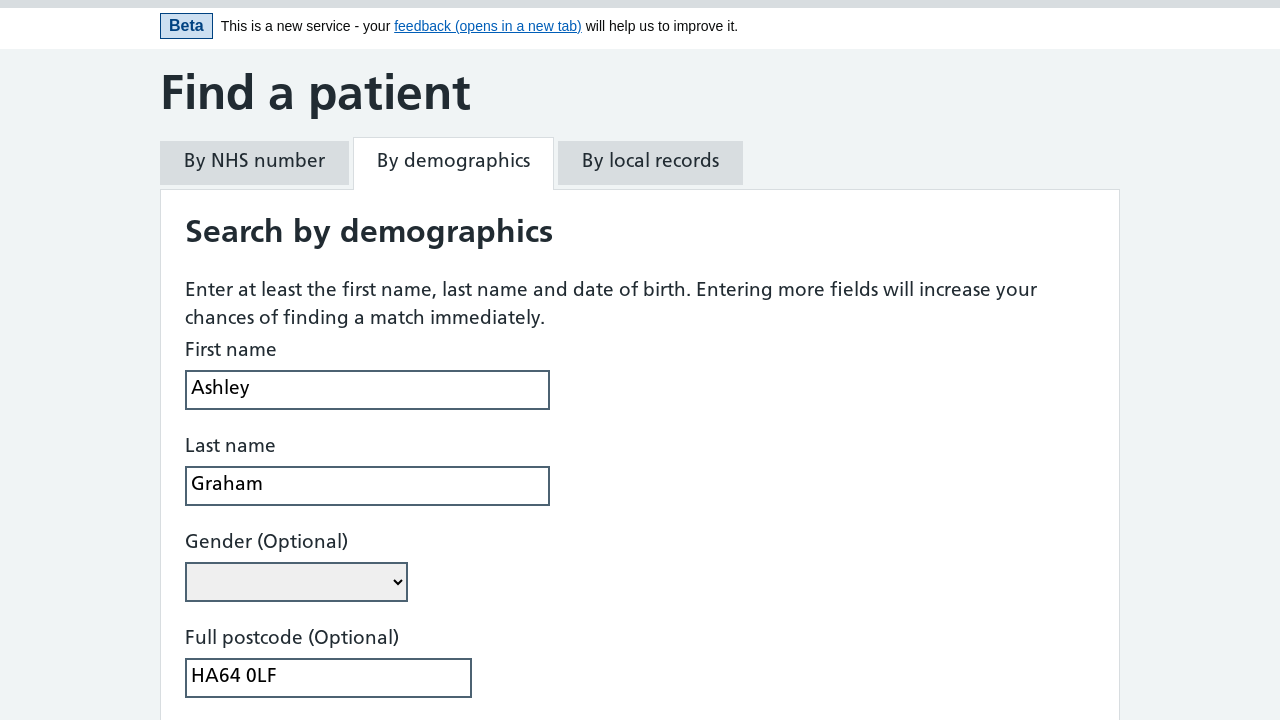 Beta This is a new service - your feedback (opens in a new tab) will help us to improve it.
Find a patient
By NHS number By demographics By local records
Search by demographics
Enter at least the first name, last name and date of birth. Entering more fields will increase your
chances of finding a match immediately.
First name
Ashley
Last name
Graham
Gender (Optional)
Full postcode (Optional)
HA64 0LF